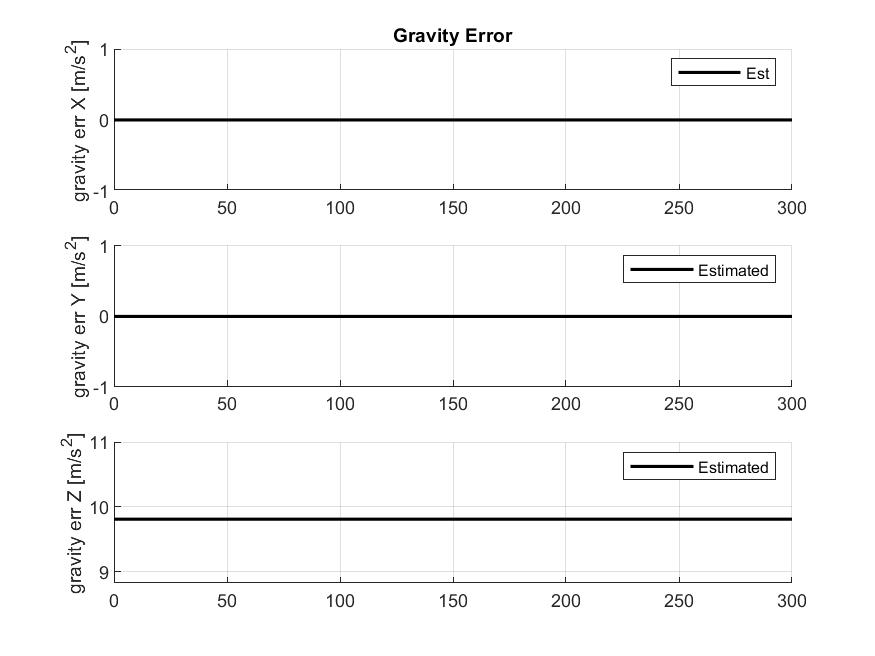 Gravity Error
gravity err X [m/s²]
1
0
-1
Est
0 50 100 150 200 250 300
gravity err Y [m/s²]
1
0
-1
Estimated
0 50 100 150 200 250 300
gravity err Z [m/s²]
11
10
9
Estimated
0 50 100 150 200 250 300